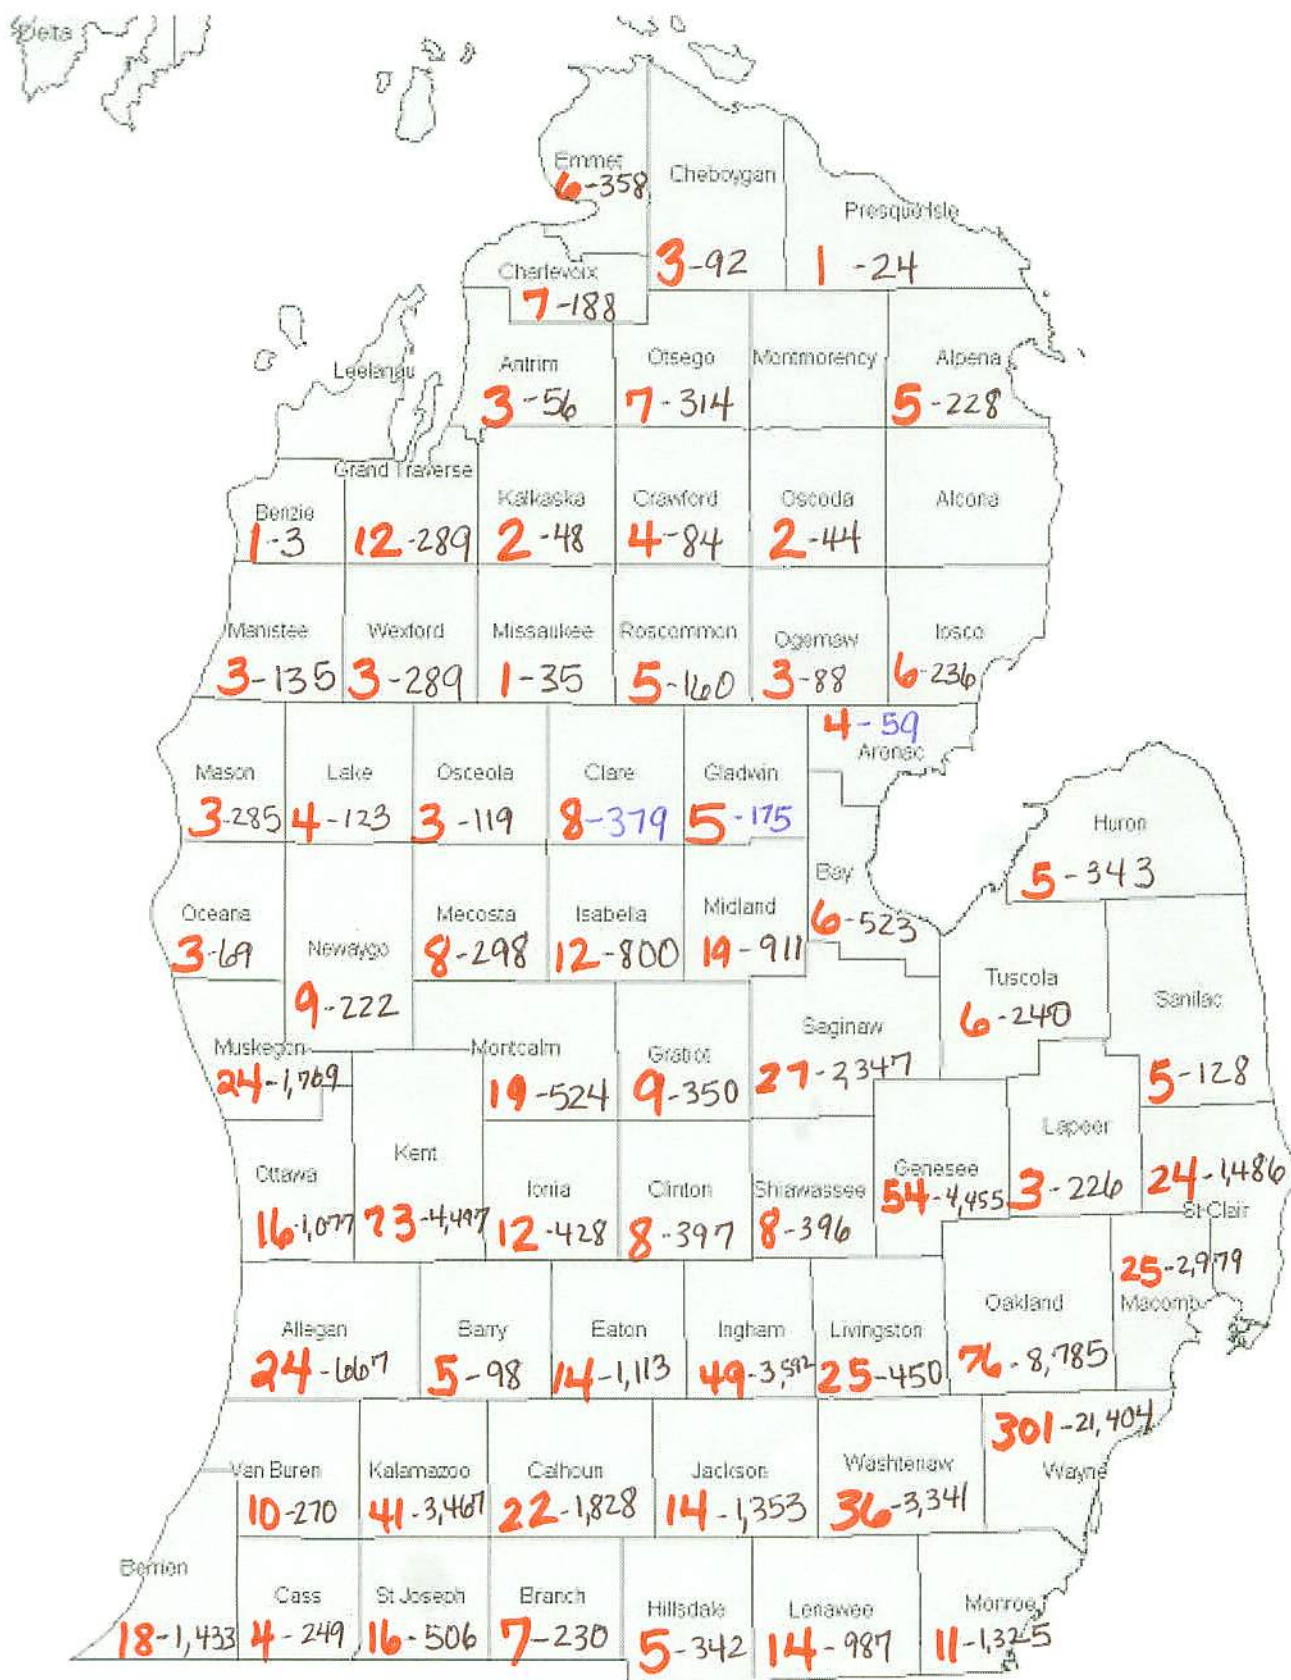 Delta
Emmet
6-358
Cheboygan
3-92
Presque Isle
1-24
Charlevoix
7-188
Leelanau
Antrim
3-56
Otsego
7-314
Montmorency
Alpena
5-228
Grand Traverse
12-289
Benzie
1-3
Kalkaska
2-48
Crawford
4-84
Oscoda
2-44
Alcona
Manistee
3-135
Wexford
3-289
Missaukee
1-35
Roscommon
5-160
Ogemaw
3-88
Iosco
6-236
4-59
Arenac
Mason
3-285
Lake
4-123
Osceola
3-119
Clare
8-379
Gladwin
5-175
Huron
5-343
Bay
6-523
Oceana
3-69
Newaygo
9-222
Mecosta
8-298
Isabella
12-800
Midland
19-911
Tuscola
6-240
Sanilac
5-128
Muskegon
24-1,769
Montcalm
19-524
Gratiot
9-350
Saginaw
27-2,347
Lapeer
3-226
Ottawa
16-1,077
Kent
73-4,497
Ionia
12-428
Clinton
8-397
Shiawassee
8-396
Genesee
54-4,455
24-1,486
St Clair
25-2,979
Macomb
Allegan
24-667
Barry
5-98
Eaton
14-1,113
Ingham
49-3,592
Livingston
25-450
Oakland
76-8,785
301-21,404
Wayne
Van Buren
10-270
Kalamazoo
41-3,467
Calhoun
22-1,828
Jackson
14-1,353
Washtenaw
36-3,341
Berrien
18-1,433
Cass
4-249
St Joseph
16-506
Branch
7-230
Hillsdale
5-342
Lenawee
14-987
Monroe
11-1,325